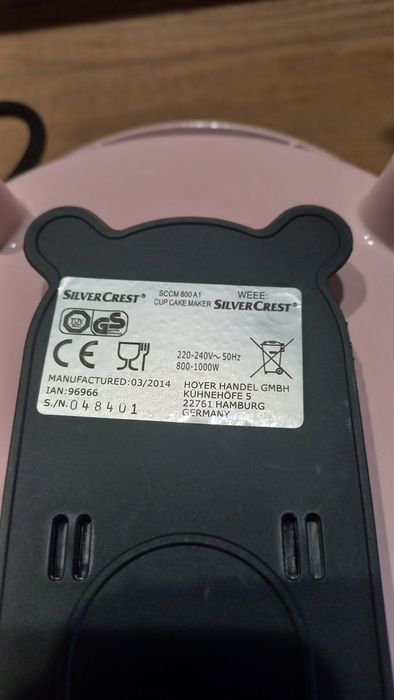 SILVERCREST® SCCM 800 A1 WEEE:
CUP CAKE MAKER SILVERCREST®
TÜV GS
CE 220-240V~ 50Hz
800-1000W
MANUFACTURED:03/2014 HOYER HANDEL GMBH
IAN:96966 KÜHNEHÖFE 5
S./N.048401 22761 HAMBURG
GERMANY